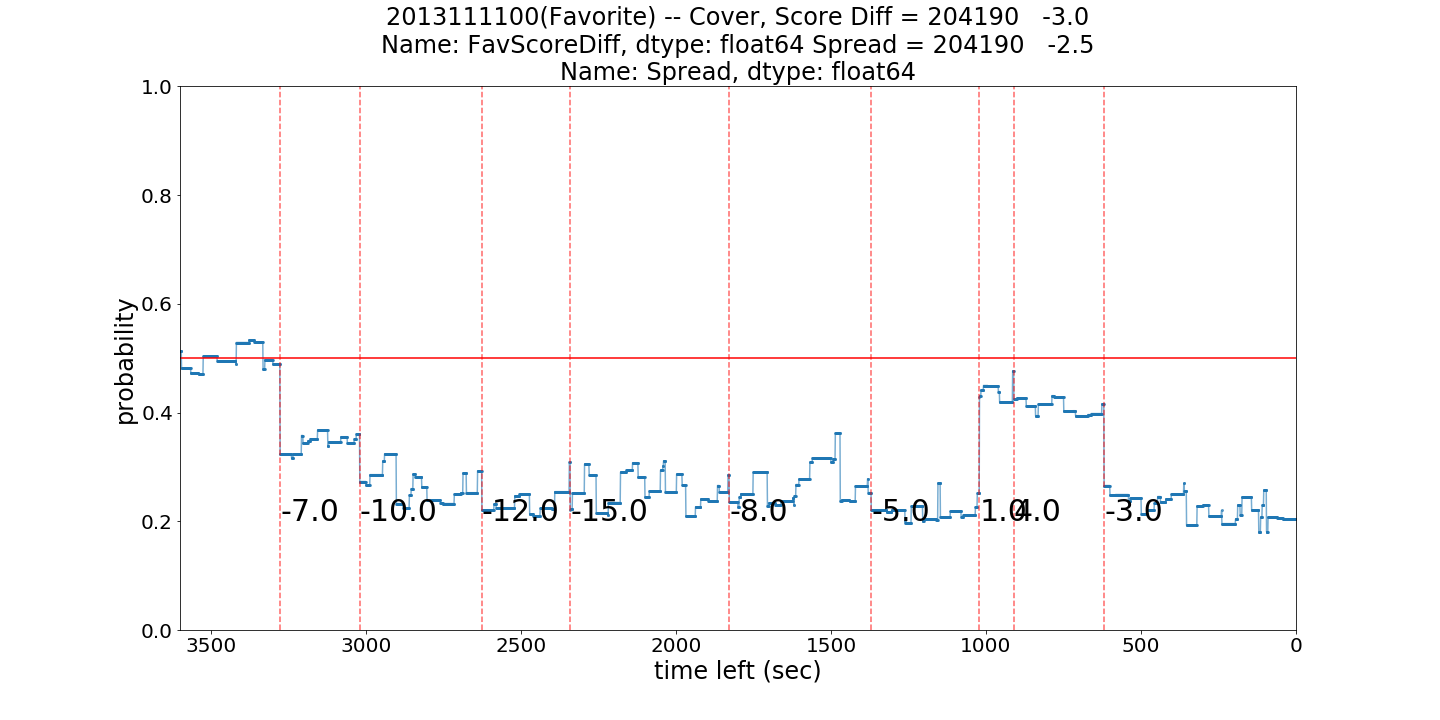 2013111100(Favorite) -- Cover, Score Diff = 204190   -3.0
Name: FavScoreDiff, dtype: float64 Spread = 204190   -2.5
Name: Spread, dtype: float64
1.0
0.8
0.6
0.4
0.2
0.0
probability
-7.0 -10.0 -12.0 -15.0 -8.0 -5.0 1.0 4.0 -3.0
3500 3000 2500 2000 1500 1000 500 0
time left (sec)